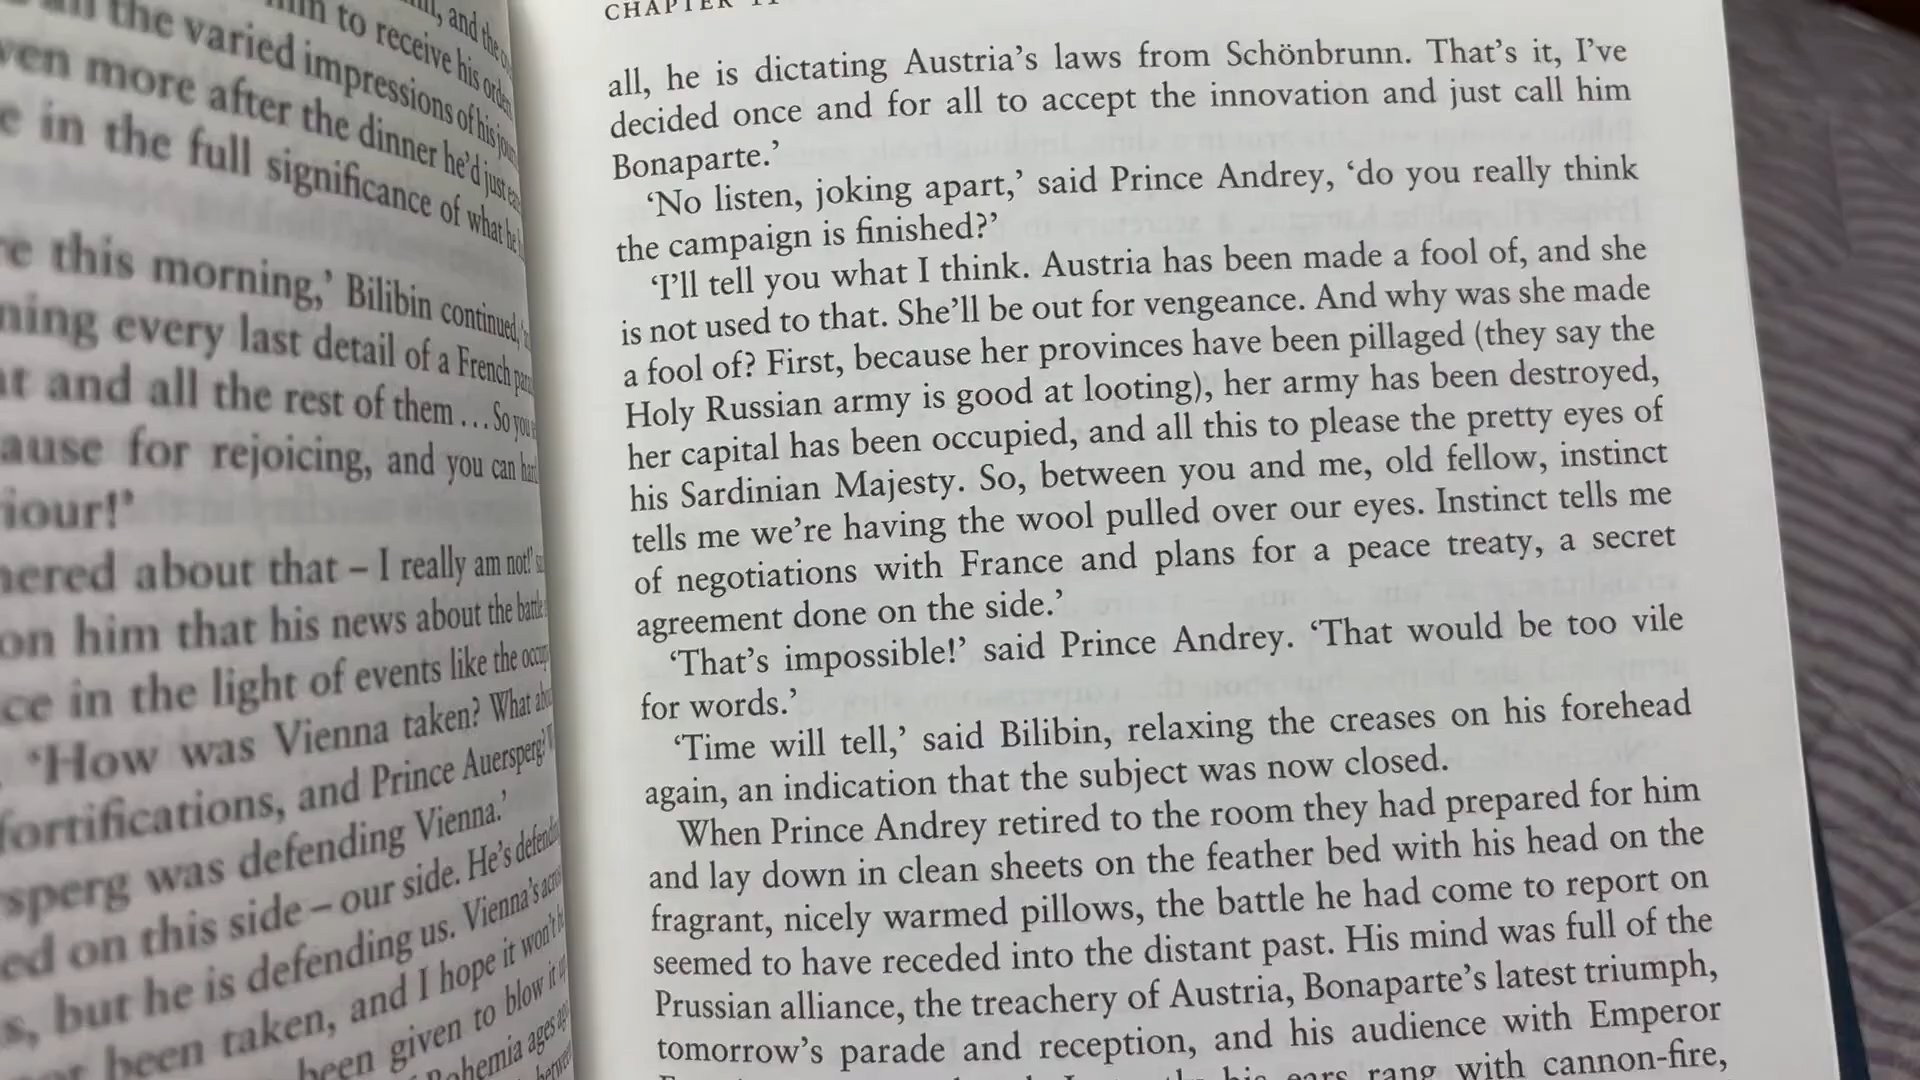 to receive his
the varied impressions of his
more after the dinner he'd just
in the full significance of what he
this morning,' Bilibin continued,
every last detail of a French
and all the rest of them ... So you
for rejoicing, and you can
about that – I really am not!'
on him that his news about the battle
in the light of events like the
'How was Vienna taken? What
fortifications, and Prince Auersperg?
was defending Vienna.'
on this side – our side. He's
but he is defending us. Vienna's
been taken, and I hope it won't
been given to blow it
ages
CHAPTER
all, he is dictating Austria's laws from Schönbrunn. That's it, I've
decided once and for all to accept the innovation and just call him
Bonaparte.'
'No listen, joking apart,' said Prince Andrey, 'do you really think
the campaign is finished?'
'I'll tell you what I think. Austria has been made a fool of, and she
is not used to that. She'll be out for vengeance. And why was she made
a fool of? First, because her provinces have been pillaged (they say the
Holy Russian army is good at looting), her army has been destroyed,
her capital has been occupied, and all this to please the pretty eyes of
his Sardinian Majesty. So, between you and me, old fellow, instinct
tells me we're having the wool pulled over our eyes. Instinct tells me
of negotiations with France and plans for a peace treaty, a secret
agreement done on the side.'
'That's impossible!' said Prince Andrey. 'That would be too vile
for words.'
'Time will tell,' said Bilibin, relaxing the creases on his forehead
again, an indication that the subject was now closed.
When Prince Andrey retired to the room they had prepared for him
and lay down in clean sheets on the feather bed with his head on the
fragrant, nicely warmed pillows, the battle he had come to report on
seemed to have receded into the distant past. His mind was full of the
Prussian alliance, the treachery of Austria, Bonaparte's latest triumph,
tomorrow's parade and reception, and his audience with Emperor
his ears rang with cannon-fire,